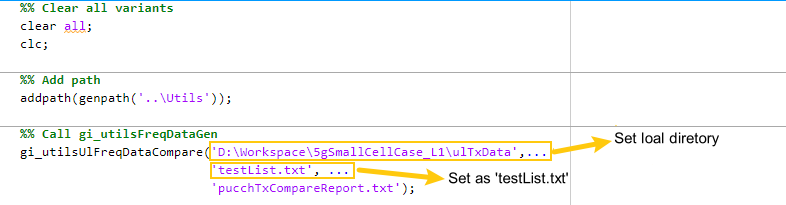 %% Clear all variants
clear all;
clc;
%% Add path
addpath(genpath('..\Utils'));
%% Call gi_utilsFreqDataGen
gi_utilsUlFreqDataCompare('D:\Workspace\5gSmallCellCase_L1\ulTxData',...
Set loal diretory
'testList.txt', ...
Set as 'testList.txt'
'pucchTxCompareReport.txt');